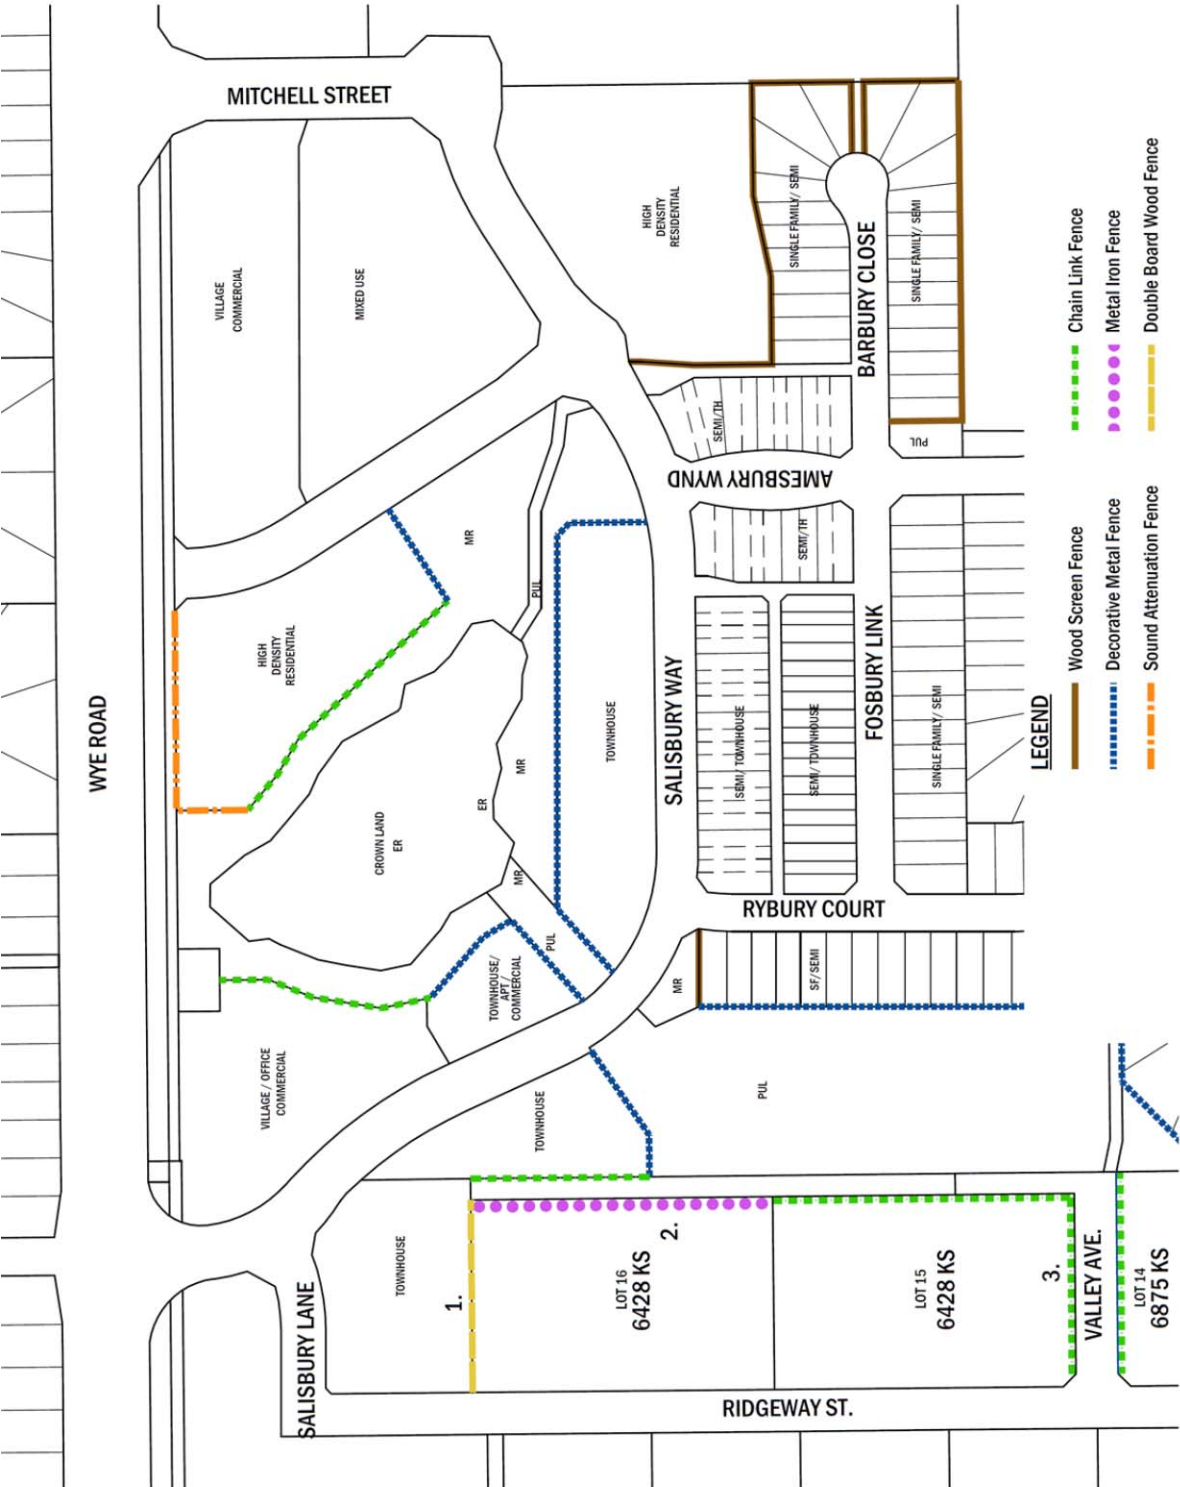 MITCHELL STREET
VILLAGE
COMMERCIAL
MIXED USE
HIGH
DENSITY
RESIDENTIAL
SINGLE FAMILY/ SEMI
BARBURY CLOSE
SINGLE FAMILY/ SEMI
SEMI/TH
PUL
AMESBURY WYND
MR
PUL
SEMI/TH
WYE ROAD
HIGH
DENSITY
RESIDENTIAL
TOWNHOUSE
SALISBURY WAY
SEMI/ TOWNHOUSE
SEMI/ TOWNHOUSE
FOSBURY LINK
SINGLE FAMILY/ SEMI
CROWN LAND
ER
ER
MR
MR
PUL
RYBURY COURT
TOWNHOUSE/
APT /
COMMERCIAL
MR
SF/SEMI
VILLAGE / OFFICE
COMMERCIAL
TOWNHOUSE
PUL
SALISBURY LANE
TOWNHOUSE
1.
2.
LOT 16
6428 KS
LOT 15
6428 KS
3.
VALLEY AVE.
LOT 14
6875 KS
RIDGEWAY ST.
LEGEND
Wood Screen Fence
Decorative Metal Fence
Sound Attenuation Fence
Chain Link Fence
Metal Iron Fence
Double Board Wood Fence